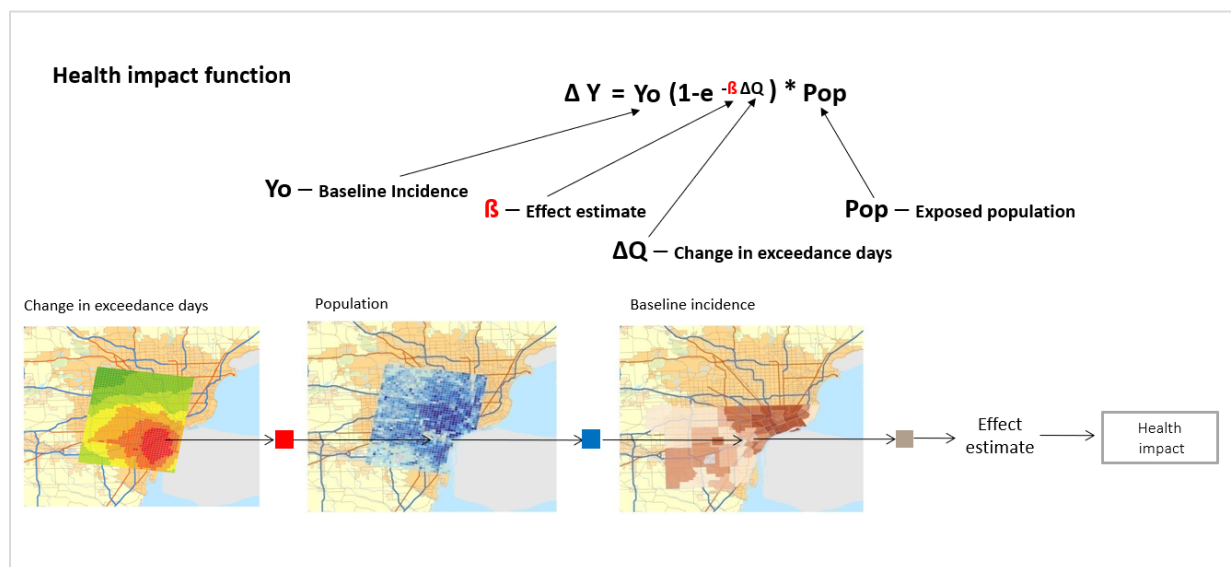 Health impact function
Δ Y = Yo (1-e -ß ΔQ ) * Pop
Yo – Baseline Incidence
ß – Effect estimate
Pop – Exposed population
ΔQ – Change in exceedance days
Change in exceedance days
Population
Baseline incidence
Effect
estimate
Health
impact